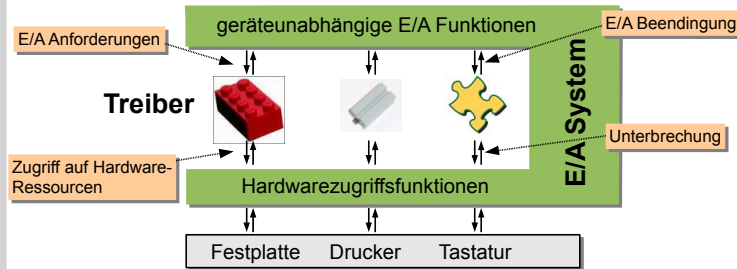 geräteunabhängige E/A Funktionen
E/A Anforderungen
E/A Beendigung
Treiber
E/A System
Zugriff auf Hardware-
Ressourcen
Unterbrechung
Hardwarezugriffsfunktionen
Festplatte
Drucker
Tastatur